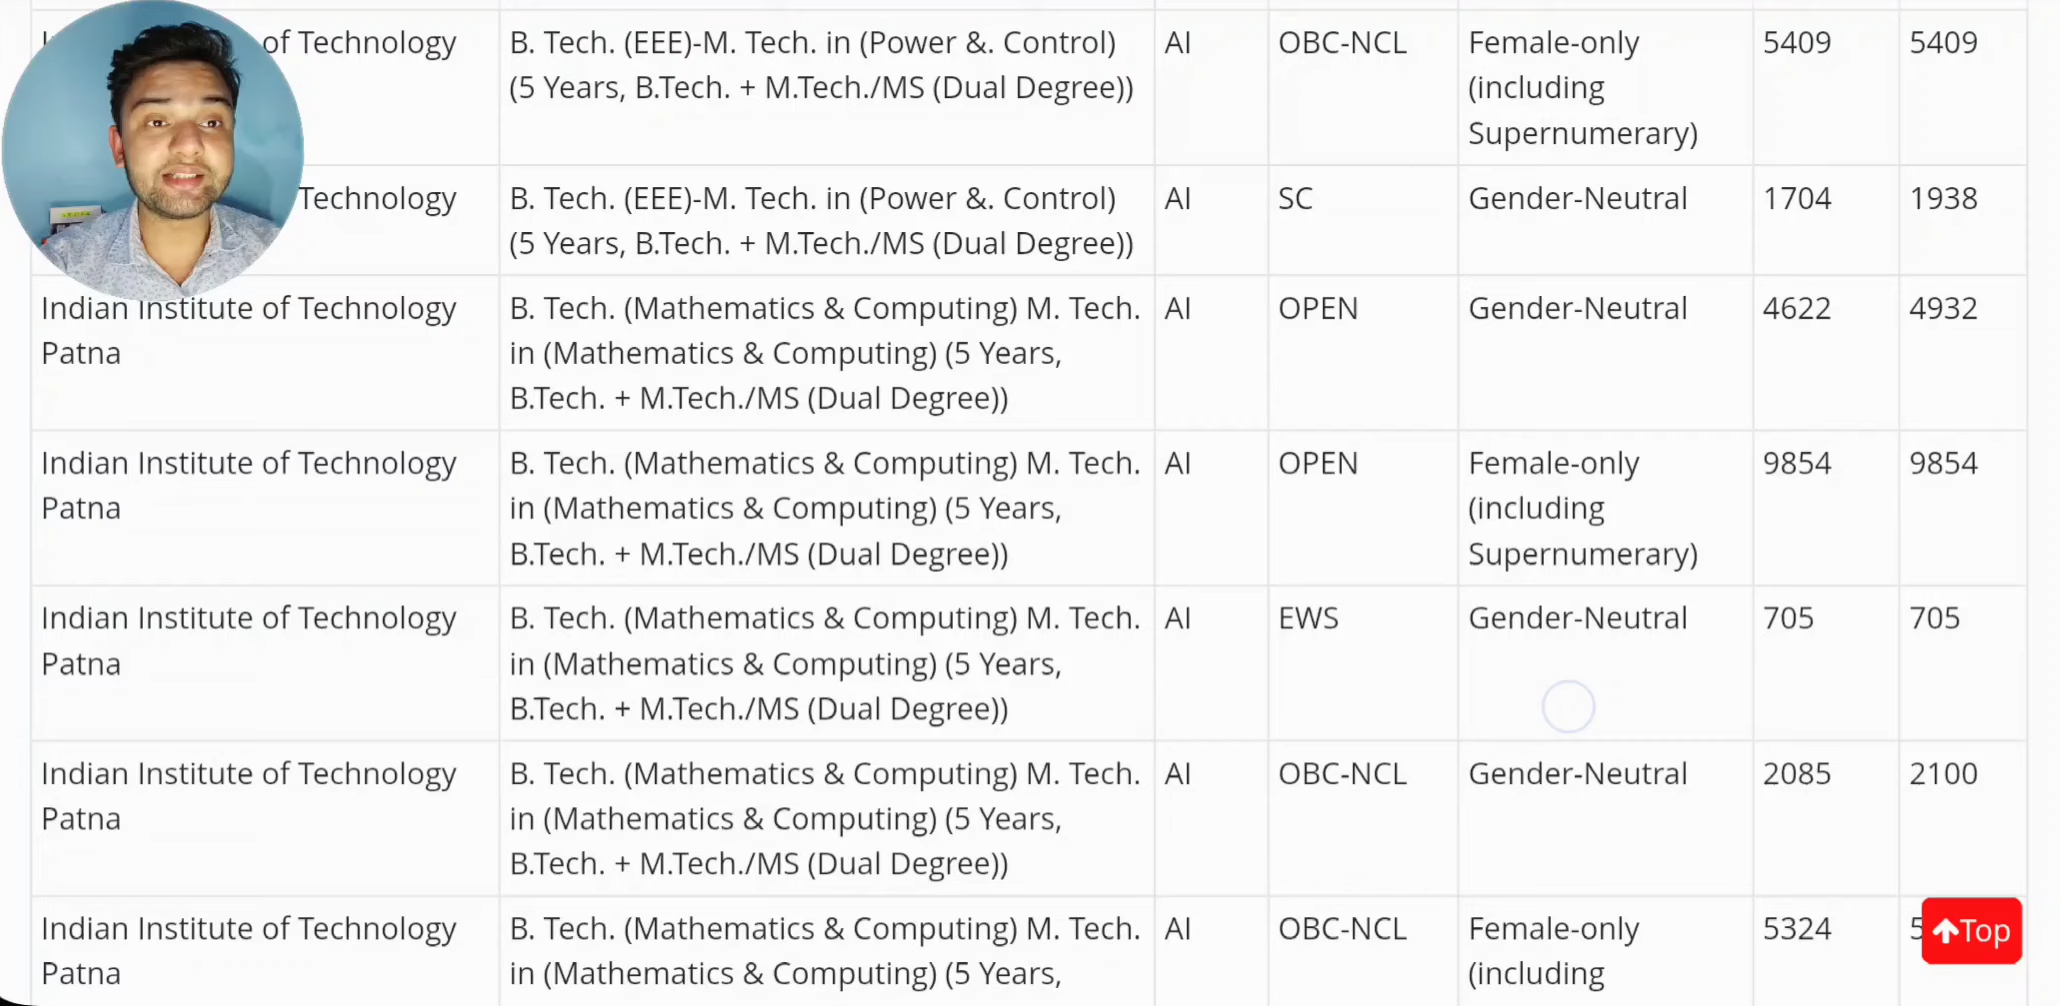 of Technology B. Tech. (EEE)-M. Tech. in (Power &. Control) AI OBC-NCL Female-only 5409 5409
(5 Years, B.Tech. + M.Tech./MS (Dual Degree)) (including
Supernumerary)
Technology B. Tech. (EEE)-M. Tech. in (Power &. Control) AI SC Gender-Neutral 1704 1938
(5 Years, B.Tech. + M.Tech./MS (Dual Degree))
Indian Institute of Technology B. Tech. (Mathematics & Computing) M. Tech. AI OPEN Gender-Neutral 4622 4932
Patna in (Mathematics & Computing) (5 Years,
B.Tech. + M.Tech./MS (Dual Degree))
Indian Institute of Technology B. Tech. (Mathematics & Computing) M. Tech. AI OPEN Female-only 9854 9854
Patna in (Mathematics & Computing) (5 Years, (including
B.Tech. + M.Tech./MS (Dual Degree)) Supernumerary)
Indian Institute of Technology B. Tech. (Mathematics & Computing) M. Tech. AI EWS Gender-Neutral 705 705
Patna in (Mathematics & Computing) (5 Years,
B.Tech. + M.Tech./MS (Dual Degree))
Indian Institute of Technology B. Tech. (Mathematics & Computing) M. Tech. AI OBC-NCL Gender-Neutral 2085 2100
Patna in (Mathematics & Computing) (5 Years,
B.Tech. + M.Tech./MS (Dual Degree))
Indian Institute of Technology B. Tech. (Mathematics & Computing) M. Tech. AI OBC-NCL Female-only 5324 Top
Patna in (Mathematics & Computing) (5 Years, (including